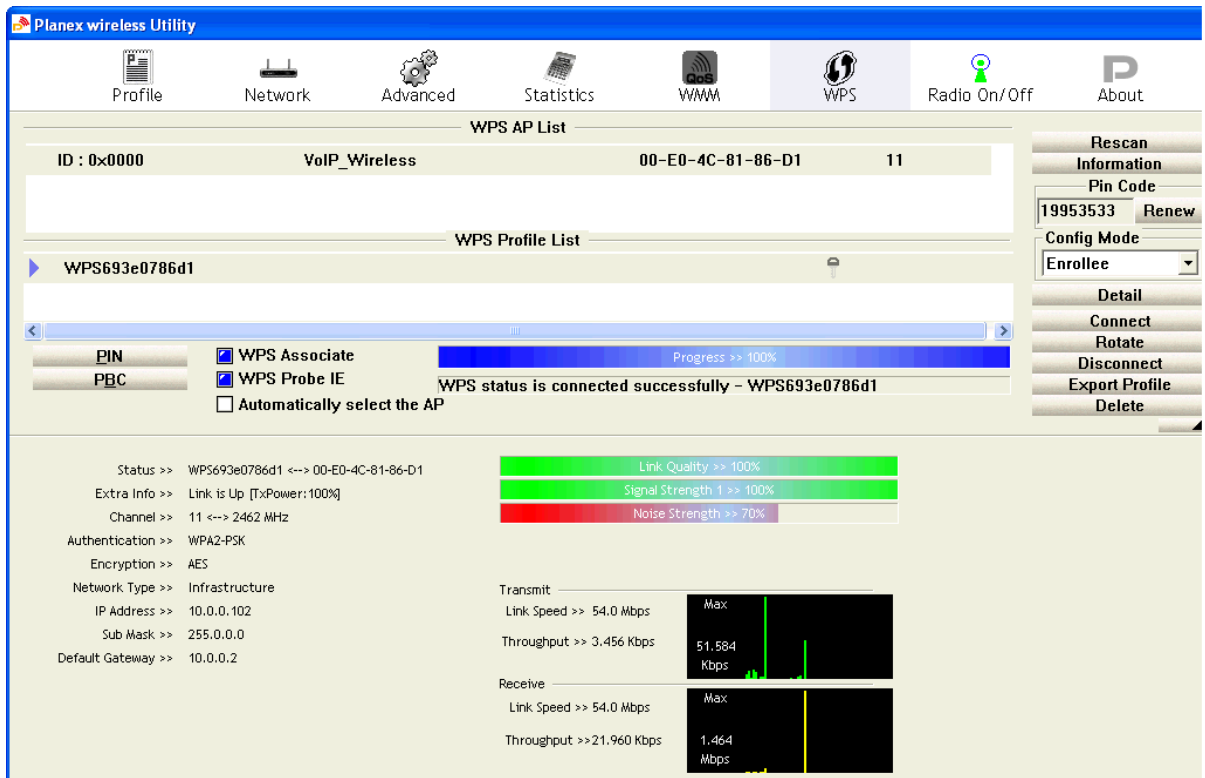 Planex wireless Utility
Profile Network Advanced Statistics QoS WMM WPS Radio On/Off About
WPS AP List
ID : 0x0000 VoIP_Wireless 00-E0-4C-81-86-D1 11
Rescan
Information
Pin Code
19953533 Renew
WPS Profile List
Config Mode
WPS693e0786d1
Enrollee
Detail
Connect
Rotate
Disconnect
Export Profile
Delete
PIN
PBC
WPS Associate
WPS Probe IE
Automatically select the AP
Progress >> 100%
WPS status is connected successfully - WPS693e0786d1
Status >> WPS693e0786d1 <--> 00-E0-4C-81-86-D1
Extra Info >> Link is Up [TxPower:100%]
Channel >> 11 <--> 2462 MHz
Authentication >> WPA2-PSK
Encryption >> AES
Network Type >> Infrastructure
IP Address >> 10.0.0.102
Sub Mask >> 255.0.0.0
Default Gateway >> 10.0.0.2
Link Quality >> 100%
Signal Strength 1 >> 100%
Noise Strength >> 70%
Transmit
Link Speed >> 54.0 Mbps
Throughput >> 3.456 Kbps
Max
51.584
Kbps
Receive
Link Speed >> 54.0 Mbps
Throughput >>21.960 Kbps
Max
1.464
Mbps